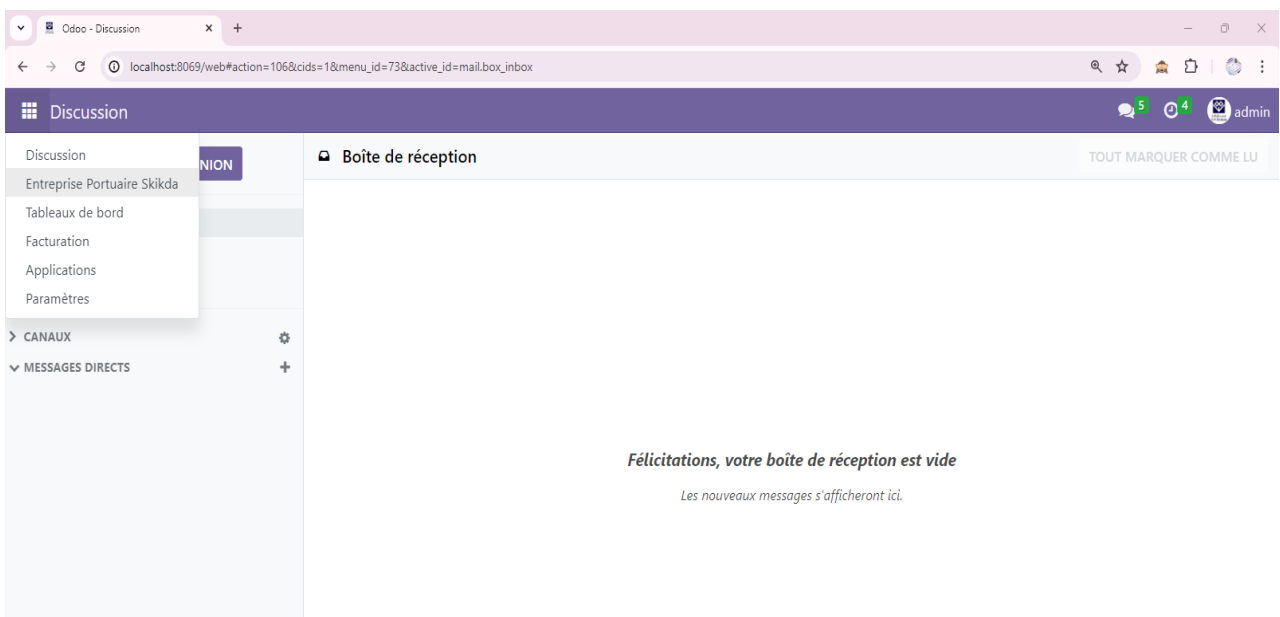 Odoo - Discussion
localhost:8069/web#action=106&cids=1&menu_id=73&active_id=mail.box_inbox
Discussion
5
4
admin
Discussion
Entreprise Portuaire Skikda
Tableaux de bord
Facturation
Applications
Paramètres
NION
CANAUX
MESSAGES DIRECTS
Boîte de réception
TOUT MARQUER COMME LU
Félicitations, votre boîte de réception est vide
Les nouveaux messages s'afficheront ici.